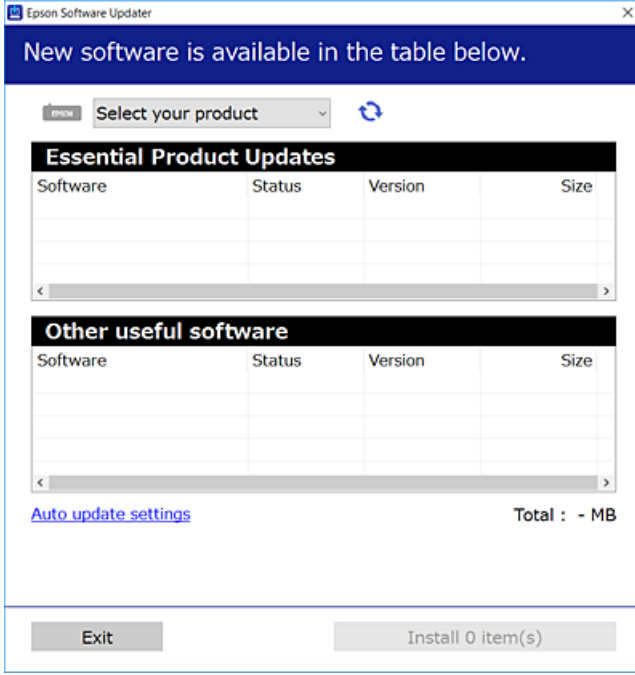 Epson Software Updater
New software is available in the table below.
EPSON Select your product
Essential Product Updates
Software Status Version Size
Other useful software
Software Status Version Size
Auto update settings Total : - MB
Exit Install 0 item(s)